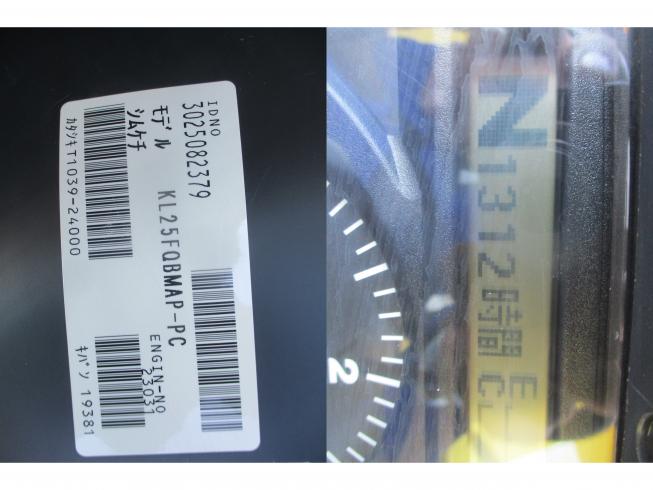 IDNO
3025082379
モデル KL25FQBMAP-PC
シムケチ
ENGIN-NO
23031
カタシキT1039-24000
キバン 19381
N
1312時間
E
C
2